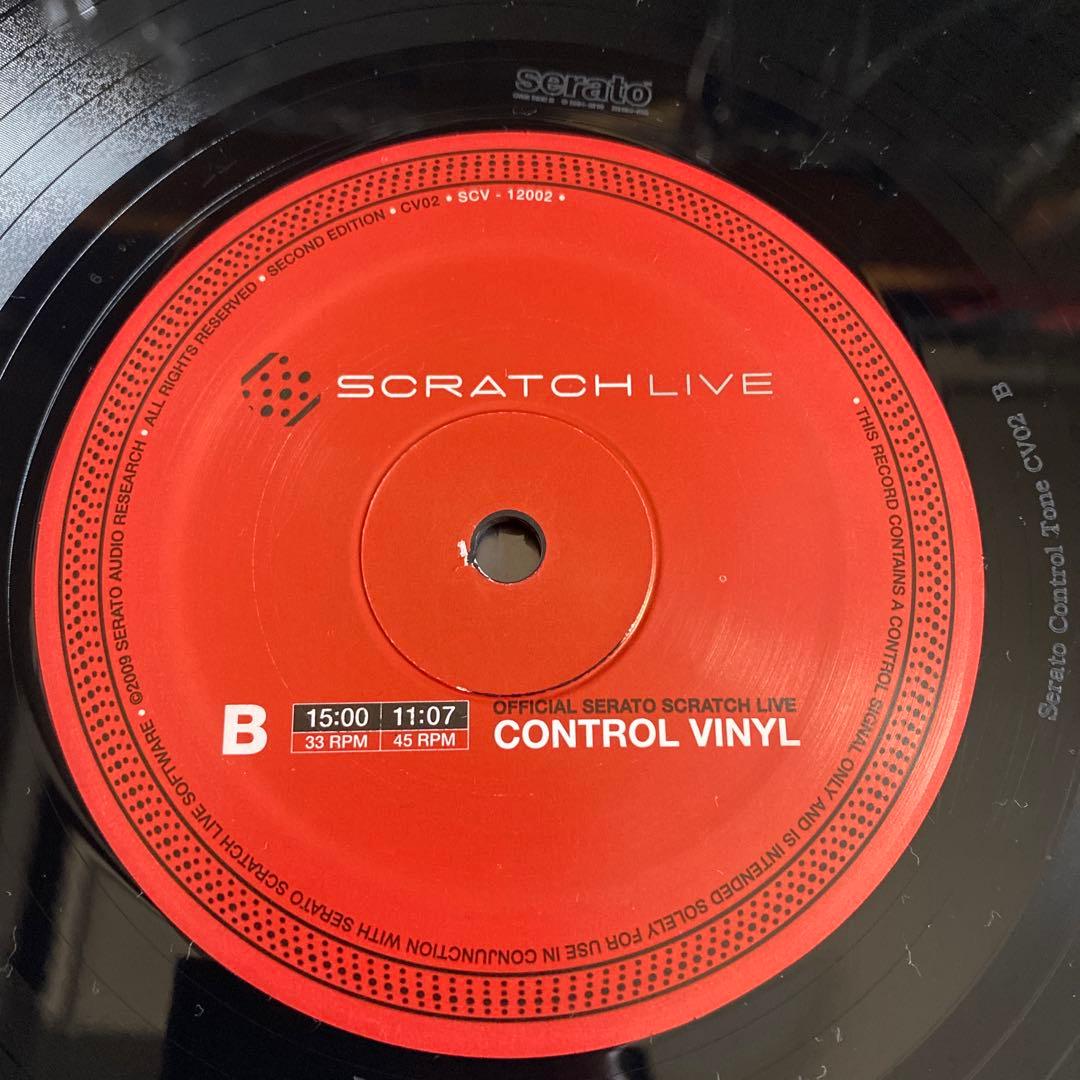 serato
SCRATCH LIVE
B
15:00 11:07
33 RPM 45 RPM
OFFICIAL SERATO SCRATCH LIVE
CONTROL VINYL
• THIS RECORD CONTAINS A CONTROL SIGNAL ONLY AND IS INTENDED SOLELY FOR USE IN CONJUNCTION WITH SERATO SCRATCH LIVE SOFTWARE • ©2009 SERATO AUDIO RESEARCH • ALL RIGHTS RESERVED • SECOND EDITION • CV02 • SCV - 12002 •
Serato Control Tone CV02 B